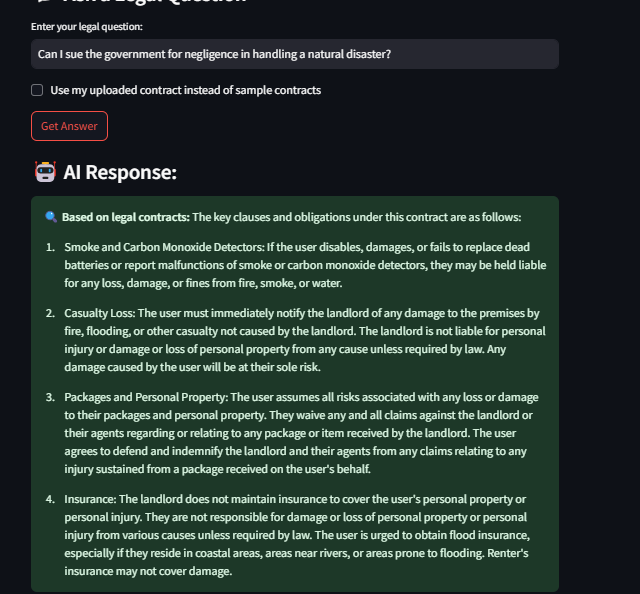 Ask a Legal Question
Enter your legal question:
Can I sue the government for negligence in handling a natural disaster?
Use my uploaded contract instead of sample contracts
Get Answer
AI Response:
Based on legal contracts: The key clauses and obligations under this contract are as follows:
1. Smoke and Carbon Monoxide Detectors: If the user disables, damages, or fails to replace dead
batteries or report malfunctions of smoke or carbon monoxide detectors, they may be held liable
for any loss, damage, or fines from fire, smoke, or water.
2. Casualty Loss: The user must immediately notify the landlord of any damage to the premises by
fire, flooding, or other casualty not caused by the landlord. The landlord is not liable for personal
injury or damage or loss of personal property from any cause unless required by law. Any
damage caused by the user will be at their sole risk.
3. Packages and Personal Property: The user assumes all risks associated with any loss or damage
to their packages and personal property. They waive any and all claims against the landlord or
their agents regarding or relating to any package or item received by the landlord. The user
agrees to defend and indemnify the landlord and their agents from any claims relating to any
injury sustained from a package received on the user's behalf.
4. Insurance: The landlord does not maintain insurance to cover the user's personal property or
personal injury. They are not responsible for damage or loss of personal property or personal
injury from various causes unless required by law. The user is urged to obtain flood insurance,
especially if they reside in coastal areas, areas near rivers, or areas prone to flooding. Renter's
insurance may not cover damage.